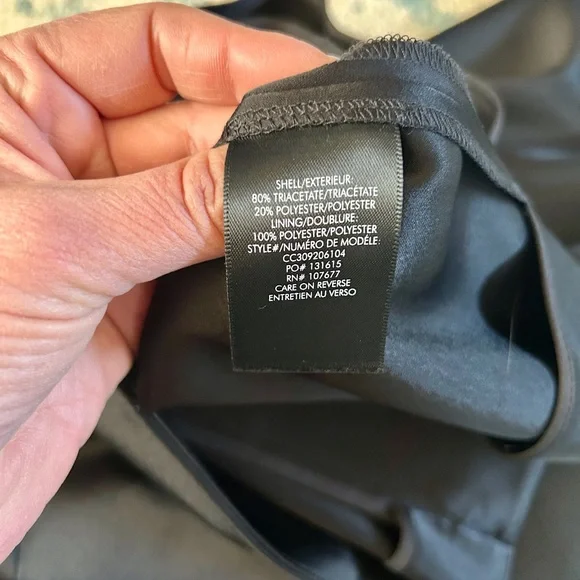 SHELL/EXTERIEUR:
80% TRIACETATE/TRIACÉTATE
20% POLYESTER/POLYESTER
LINING/DOUBLURE:
100% POLYESTER/POLYESTER
STYLE#/NUMÉRO DE MODÈLE:
CC309206104
PO# 131615
RN# 107677
CARE ON REVERSE
ENTRETIEN AU VERSO